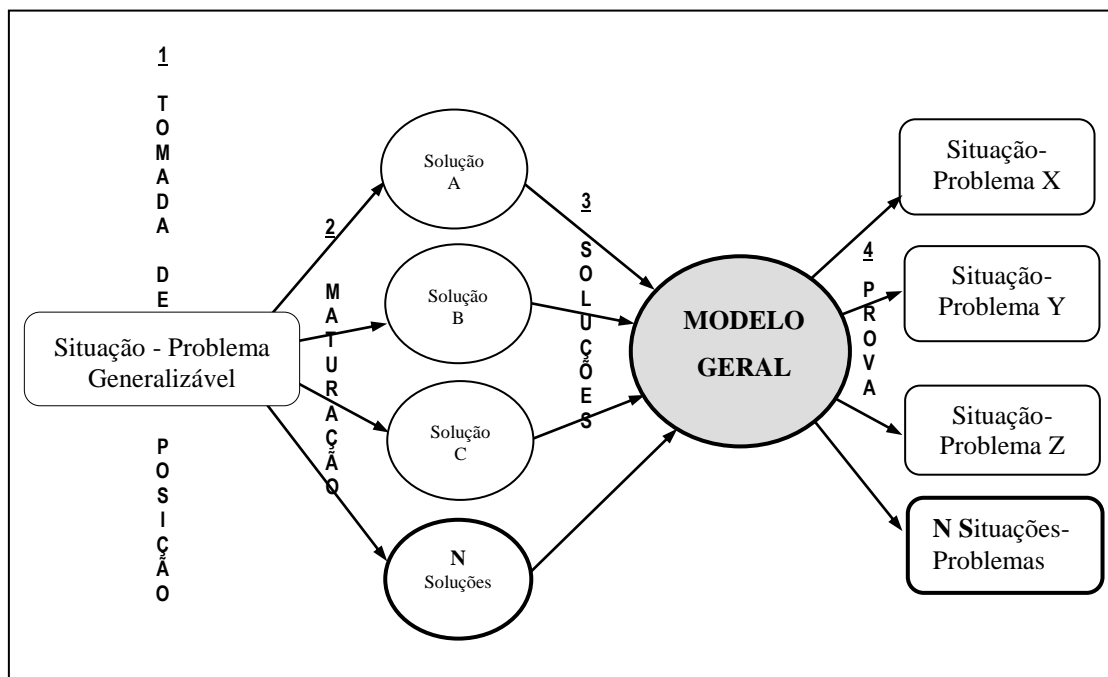 1 TOMADA DE POSIÇÃO
Situação - Problema
Generalizável
2 MATURAÇÃO
Solução
A
Solução
B
Solução
C
N
Soluções
3 SOLUÇÕES
MODELO
GERAL
4 PROVA
Situação-
Problema X
Situação-
Problema Y
Situação-
Problema Z
N Situações-
Problemas